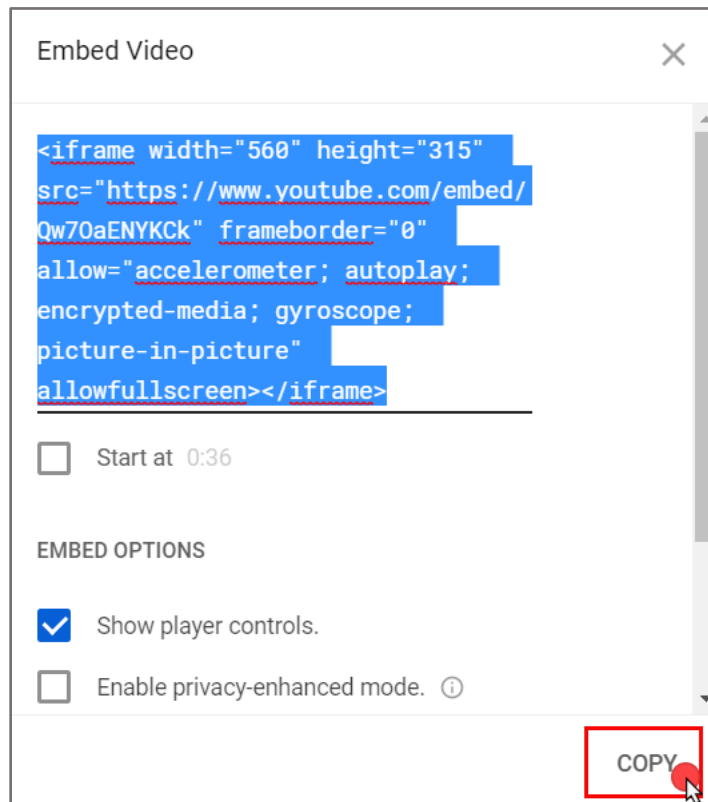 Embed Video
<iframe width="560" height="315"
src="https://www.youtube.com/embed/
Qw7OaENYKCk" frameborder="0"
allow="accelerometer; autoplay;
encrypted-media; gyroscope;
picture-in-picture"
allowfullscreen></iframe>
Start at 0:36
EMBED OPTIONS
Show player controls.
Enable privacy-enhanced mode.
COPY